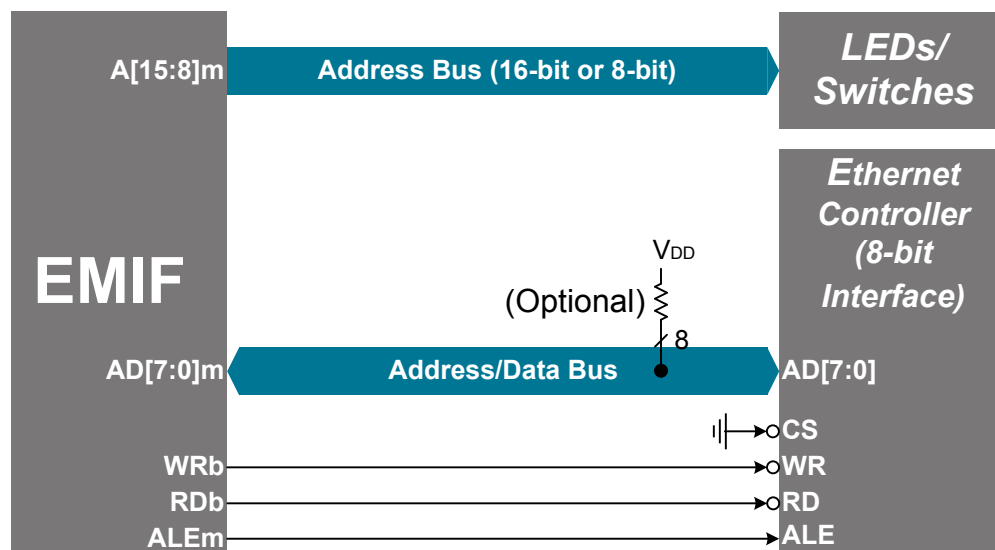 A[15:8]m
Address Bus (16-bit or 8-bit)
LEDs/
Switches
Ethernet
Controller
(8-bit
Interface)
EMIF
VDD
(Optional)
8
AD[7:0]m
Address/Data Bus
AD[7:0]
CS
WRb
WR
RDb
RD
ALEm
ALE